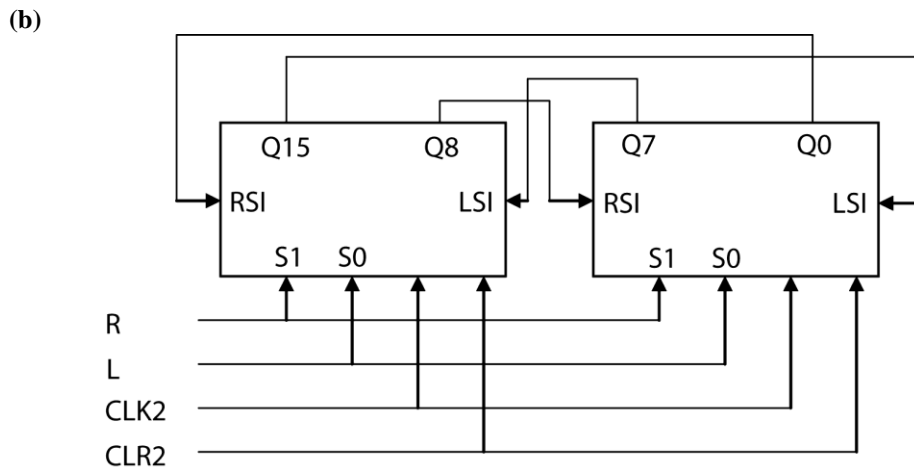 (b)
Q15 Q8 Q7 Q0
RSI LSI RSI LSI
S1 S0 S1 S0
R
L
CLK2
CLR2